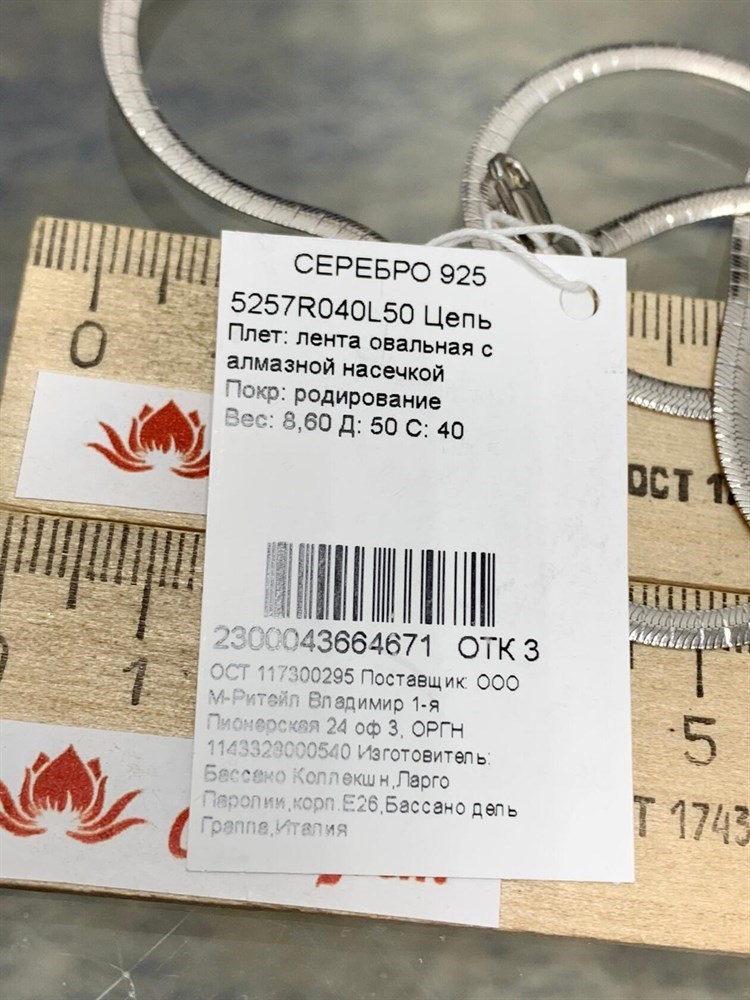 СЕРЕБРО 925
5257R040L50 Цепь
Плет: лента овальная с
алмазной насечкой
Покр: родирование
Вес: 8,60 Д: 50 С: 40
2300043664671 ОТК 3
ОСТ 117300295 Поставщик: ООО
М-Ритейл Владимир 1-я
Пионерская 24 оф 3, ОРГН
1143328000540 Изготовитель:
Бассано Коллекшн,Ларго
Паролии,корп.Е26,Бассано дель
Граппа,Италия
0
ОСТ 17
1
5
Т 1743